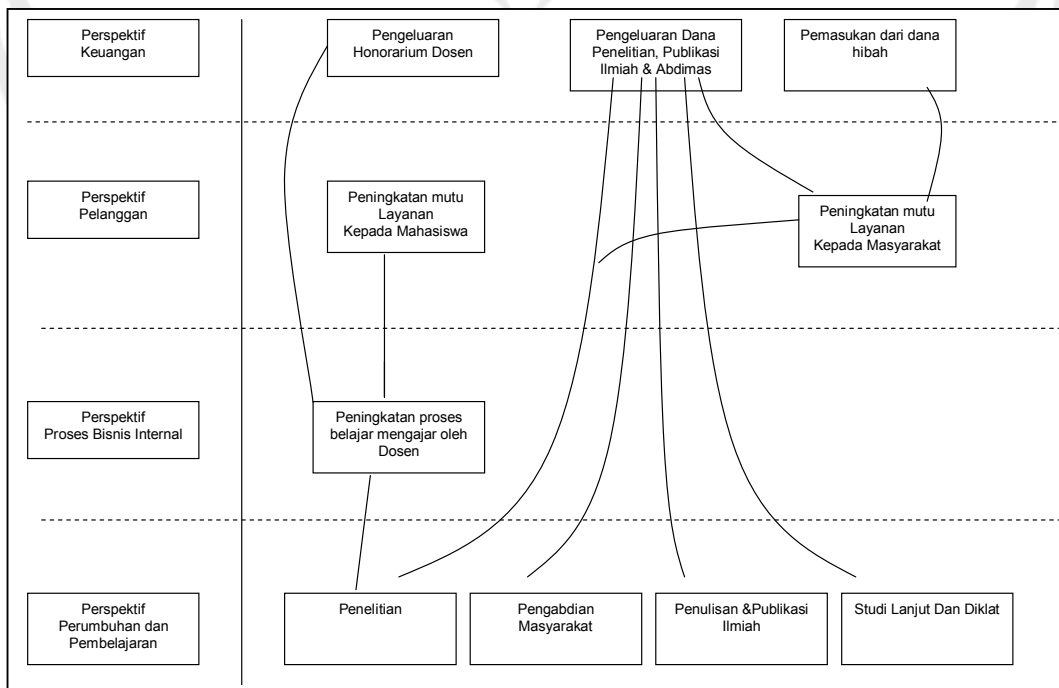 Perspektif
Keuangan
Pengeluaran
Honorarium Dosen
Pengeluaran Dana
Penelitian, Publikasi
Ilmiah & Abdimas
Pemasukan dari dana
hibah
Perspektif
Pelanggan
Peningkatan mutu
Layanan
Kepada Mahasiswa
Peningkatan mutu
Layanan
Kepada Masyarakat
Perspektif
Proses Bisnis Internal
Peningkatan proses
belajar mengajar oleh
Dosen
Perspektif
Perumbuhan dan
Pembelajaran
Penelitian
Pengabdian
Masyarakat
Penulisan &Publikasi
Ilmiah
Studi Lanjut Dan Diklat